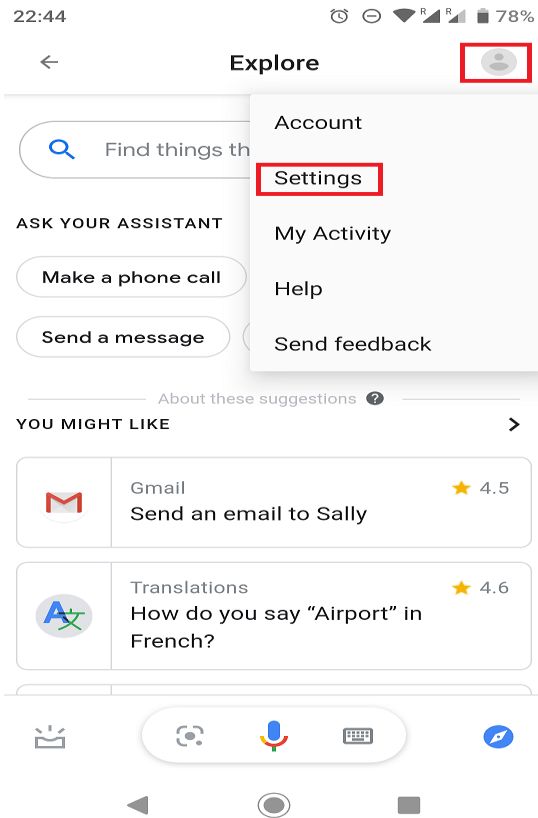 22:44
R R 78%
Explore
Account
Find things th
Settings
ASK YOUR ASSISTANT
My Activity
Make a phone call
Help
Send a message
Send feedback
About these suggestions ?
YOU MIGHT LIKE
Gmail 4.5
Send an email to Sally
Translations 4.6
How do you say “Airport” in
French?